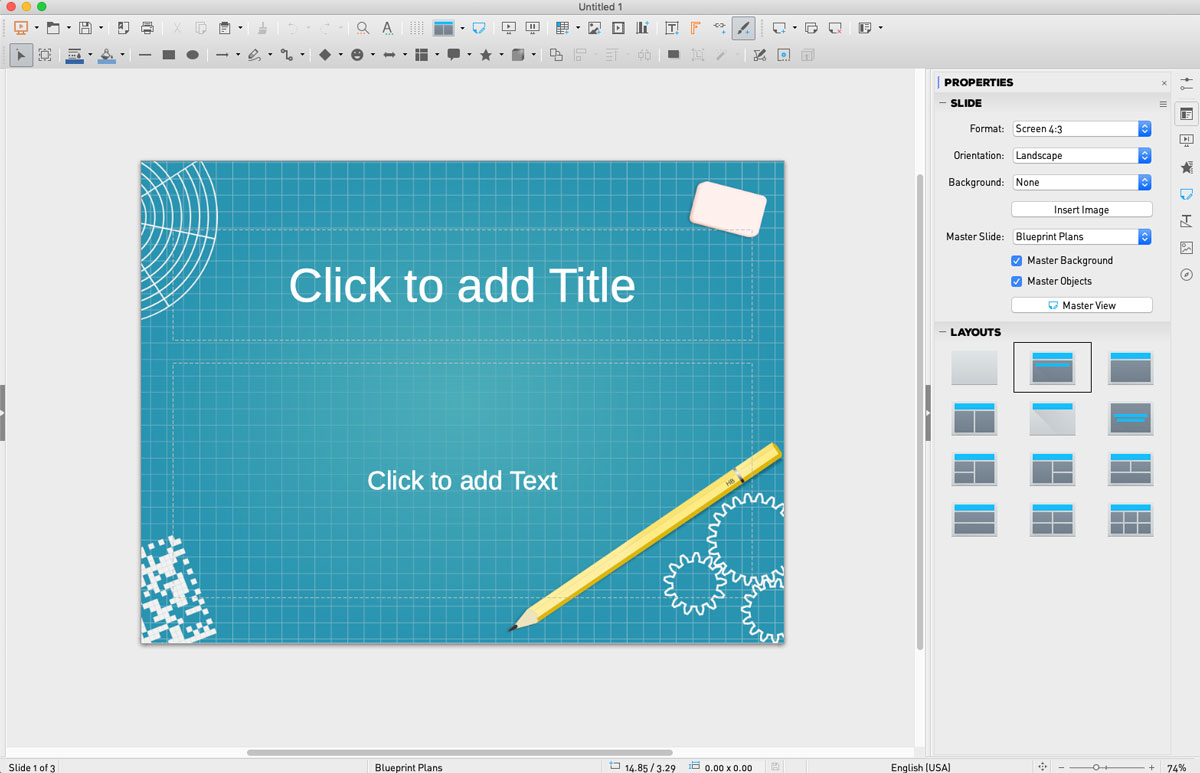 Untitled 1
PROPERTIES
SLIDE
Format: Screen 4:3
Orientation: Landscape
Background: None
Insert Image
Master Slide: Blueprint Plans
Master Background
Master Objects
Master View
LAYOUTS
Click to add Title
Click to add Text
HB
Slide 1 of 3 Blueprint Plans 14.85 / 3.29 0.00 x 0.00 English (USA) 74%